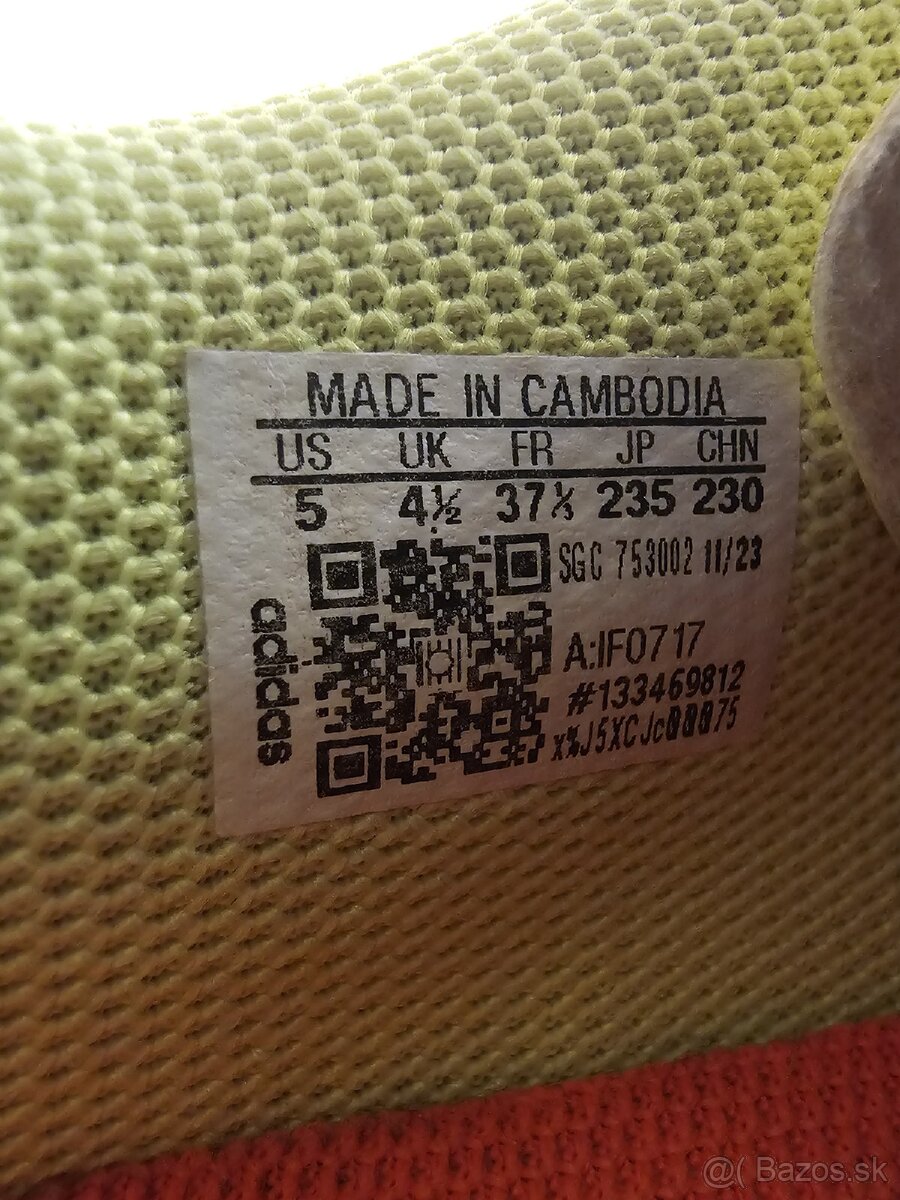 MADE IN CAMBODIA
US UK FR JP CHN
5 4½ 37⅓ 235 230
SGC 753002 11/23
adidas
A:IF0717
#133469812
x%J5XCJc00075
@( Bazos.sk